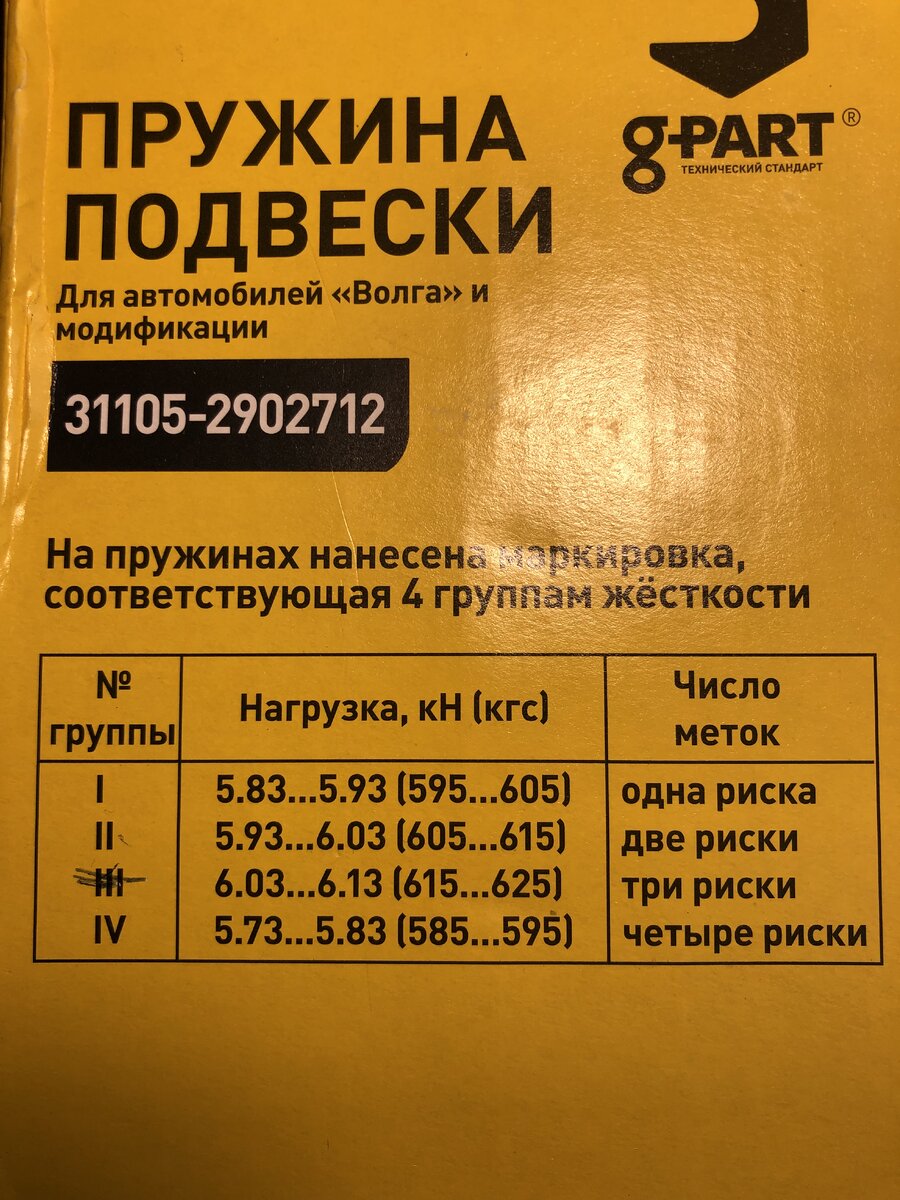 g-PART®
ТЕХНИЧЕСКИЙ СТАНДАРТ
ПРУЖИНА
ПОДВЕСКИ
Для автомобилей «Волга» и
модификации
31105-2902712
На пружинах нанесена маркировка,
соответствующая 4 группам жёсткости
№ группы Нагрузка, кН (кгс) Число меток
I 5.83...5.93 (595...605) одна риска
II 5.93...6.03 (605...615) две риски
III 6.03...6.13 (615...625) три риски
IV 5.73...5.83 (585...595) четыре риски